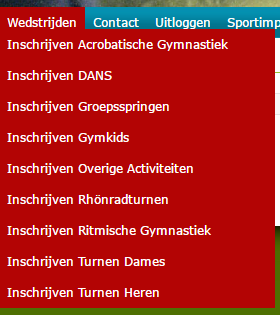 Wedstrijden Contact Uitloggen Sportimp
Inschrijven Acrobatische Gymnastiek
Inschrijven DANS
Inschrijven Groepsspringen
Inschrijven Gymkids
Inschrijven Overige Activiteiten
Inschrijven Rhönradturnen
Inschrijven Ritmische Gymnastiek
Inschrijven Turnen Dames
Inschrijven Turnen Heren